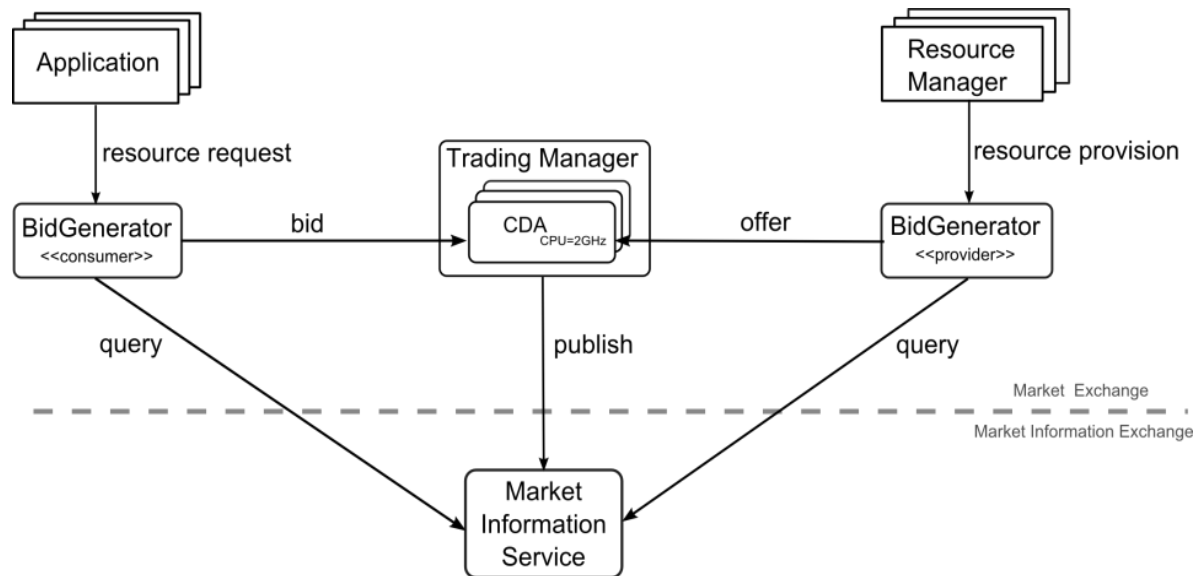 Application
Resource
Manager
resource request
Trading Manager
resource provision
BidGenerator
<<consumer>>
bid
CDA
CPU=2GHz
offer
BidGenerator
<<provider>>
query
publish
query
Market Exchange
Market Information Exchange
Market
Information
Service